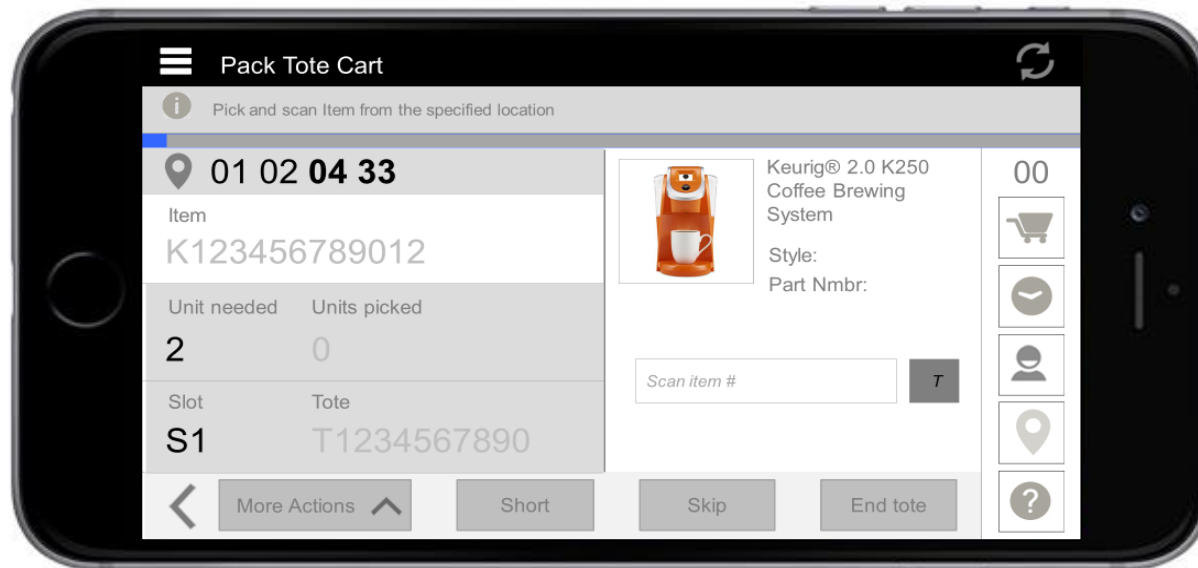 Pack Tote Cart
Pick and scan Item from the specified location
01 02 04 33
Item
K123456789012
Unit needed Units picked
2 0
Slot Tote
S1 T1234567890
Keurig® 2.0 K250
Coffee Brewing
System
Style:
Part Nmbr:
Scan item # T
00
More Actions Short Skip End tote